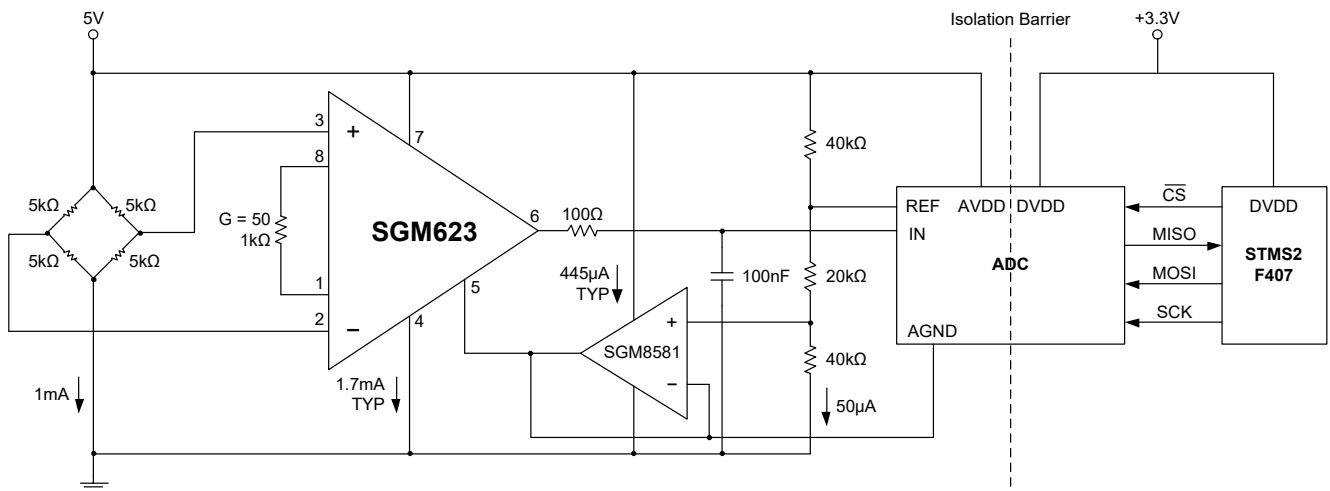 5V
Isolation Barrier
+3.3V
3
+
7
8
40kΩ
5kΩ
5kΩ
5kΩ
5kΩ
G = 50
1kΩ
SGM623
6
100Ω
REF
AVDD
DVDD
IN
ADC
AGND
CS
MISO
MOSI
SCK
DVDD
STMS2
F407
1
2
−
4
5
445µA
TYP
100nF
20kΩ
+
SGM8581
−
40kΩ
50µA
1mA
1.7mA
TYP